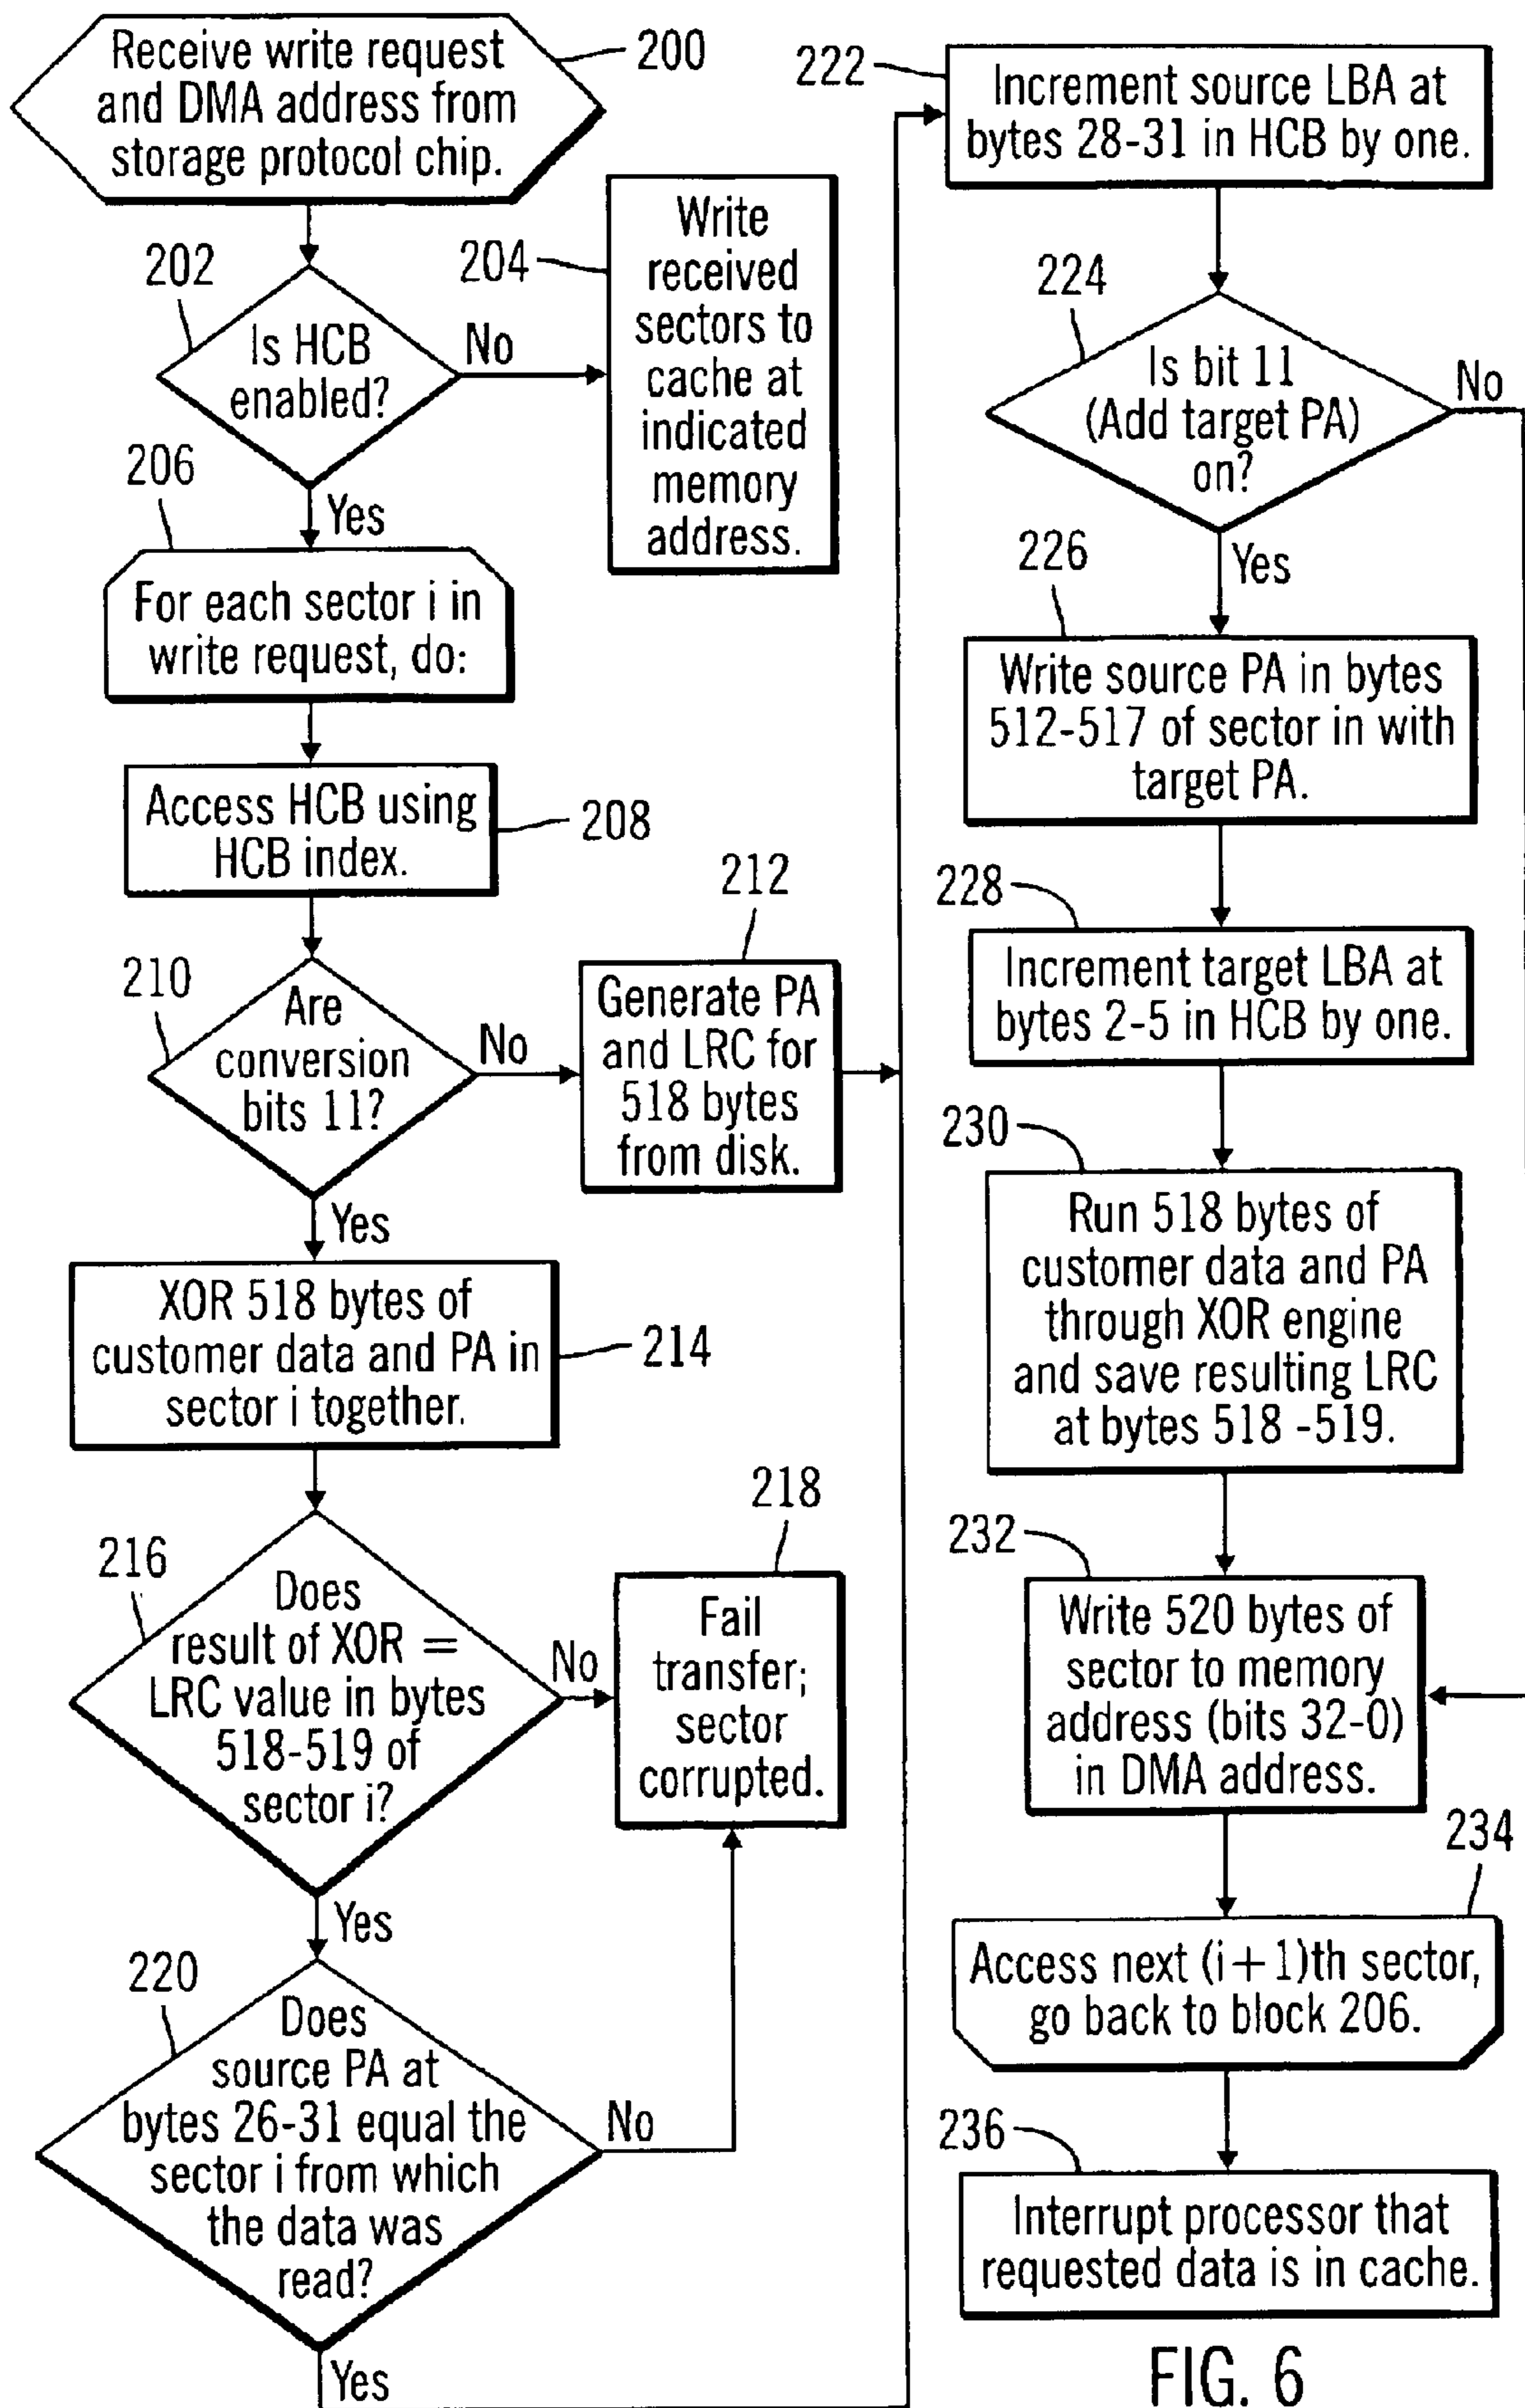 Receive write request
and DMA address from
storage protocol chip.
200
202
Is HCB
enabled?
No
204
Write
received
sectors to
cache at
indicated
memory
address.
Yes
206
For each sector i in
write request, do:
Access HCB using
HCB index.
208
210
Are
conversion
bits 11?
No
212
Generate PA
and LRC for
518 bytes
from disk.
Yes
XOR 518 bytes of
customer data and PA in
sector i together.
214
216
Does
result of XOR =
LRC value in bytes
518-519 of
sector i?
No
218
Fail
transfer;
sector
corrupted.
Yes
220
Does
source PA at
bytes 26-31 equal the
sector i from which
the data was
read?
No
Yes
222
Increment source LBA at
bytes 28-31 in HCB by one.
224
Is bit 11
(Add target PA)
on?
No
Yes
226
Write source PA in bytes
512-517 of sector in with
target PA.
228
Increment target LBA at
bytes 2-5 in HCB by one.
230
Run 518 bytes of
customer data and PA
through XOR engine
and save resulting LRC
at bytes 518 -519.
232
Write 520 bytes of
sector to memory
address (bits 32-0)
in DMA address.
234
Access next (i+1)th sector,
go back to block 206.
236
Interrupt processor that
requested data is in cache.
FIG. 6